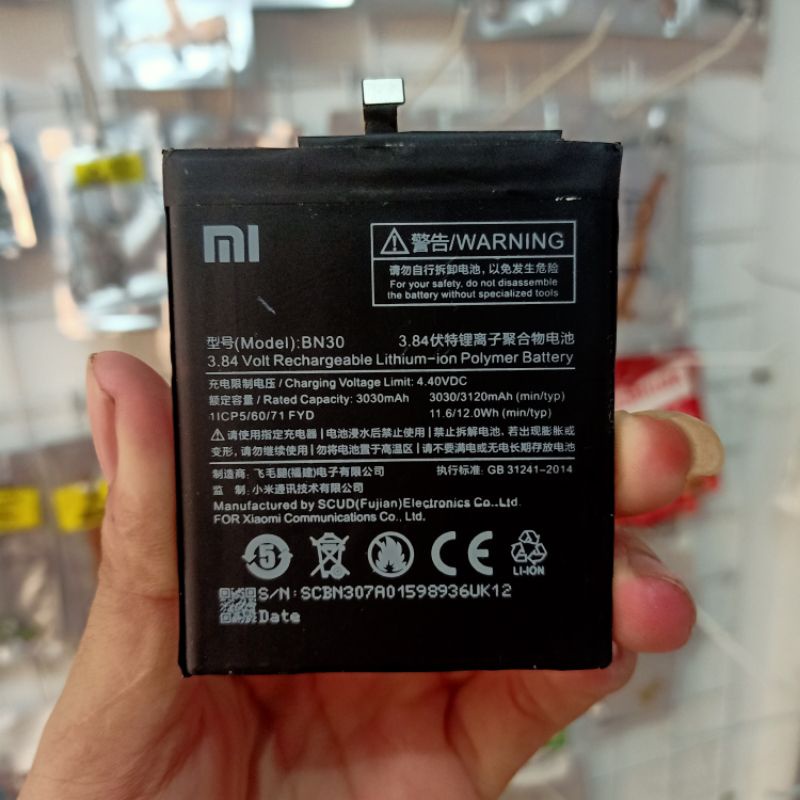 mi
警告/WARNING
请勿自行拆卸电池，以免发生危险
For your safety, do not disassemble
the battery without specialized tools
型号(Model):BN30 3.84伏特锂离子聚合物电池
3.84 Volt Rechargeable Lithium-ion Polymer Battery
充电限制电压 / Charging Voltage Limit: 4.40VDC
额定容量 / Rated Capacity: 3030mAh 3030/3120mAh (min/typ)
1ICP5/60/71 FYD 11.6/12.0Wh (min/typ)
请使用指定充电器|电池浸水后禁止使用|禁止拆解电池，若出现膨胀或
变形，请勿继续使用|勿将电池置于高温区|请不要满电或无电长期存放电池
制造商：飞毛腿(福建)电子有限公司 执行标准: GB 31241-2014
监 制：小米通讯技术有限公司
Manufactured by SCUD(Fujian)Electronics Co.,Ltd.
FOR Xiaomi Communications Co., Ltd.
5 CE
LI-ION
S/N: SCBN307A01598936UK12
Date